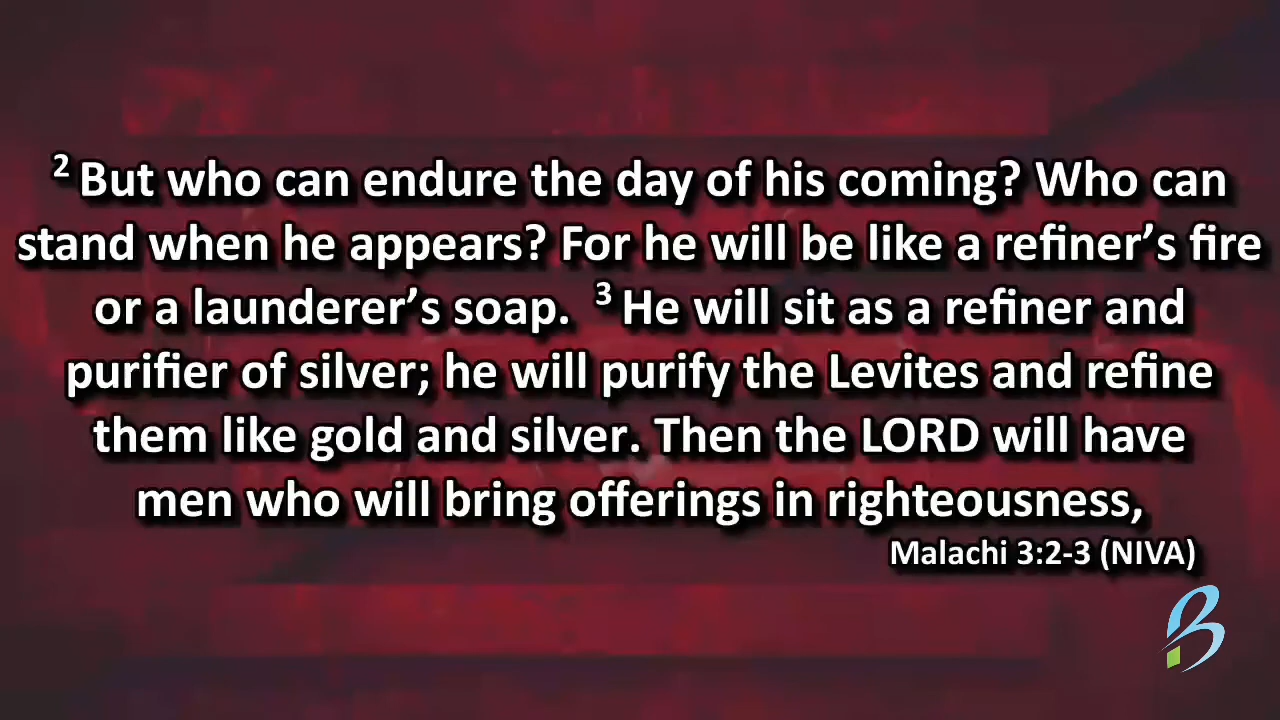 ² But who can endure the day of his coming? Who can
stand when he appears? For he will be like a refiner’s fire
or a launderer’s soap. ³ He will sit as a refiner and
purifier of silver; he will purify the Levites and refine
them like gold and silver. Then the LORD will have
men who will bring offerings in righteousness,
Malachi 3:2-3 (NIVA)
B